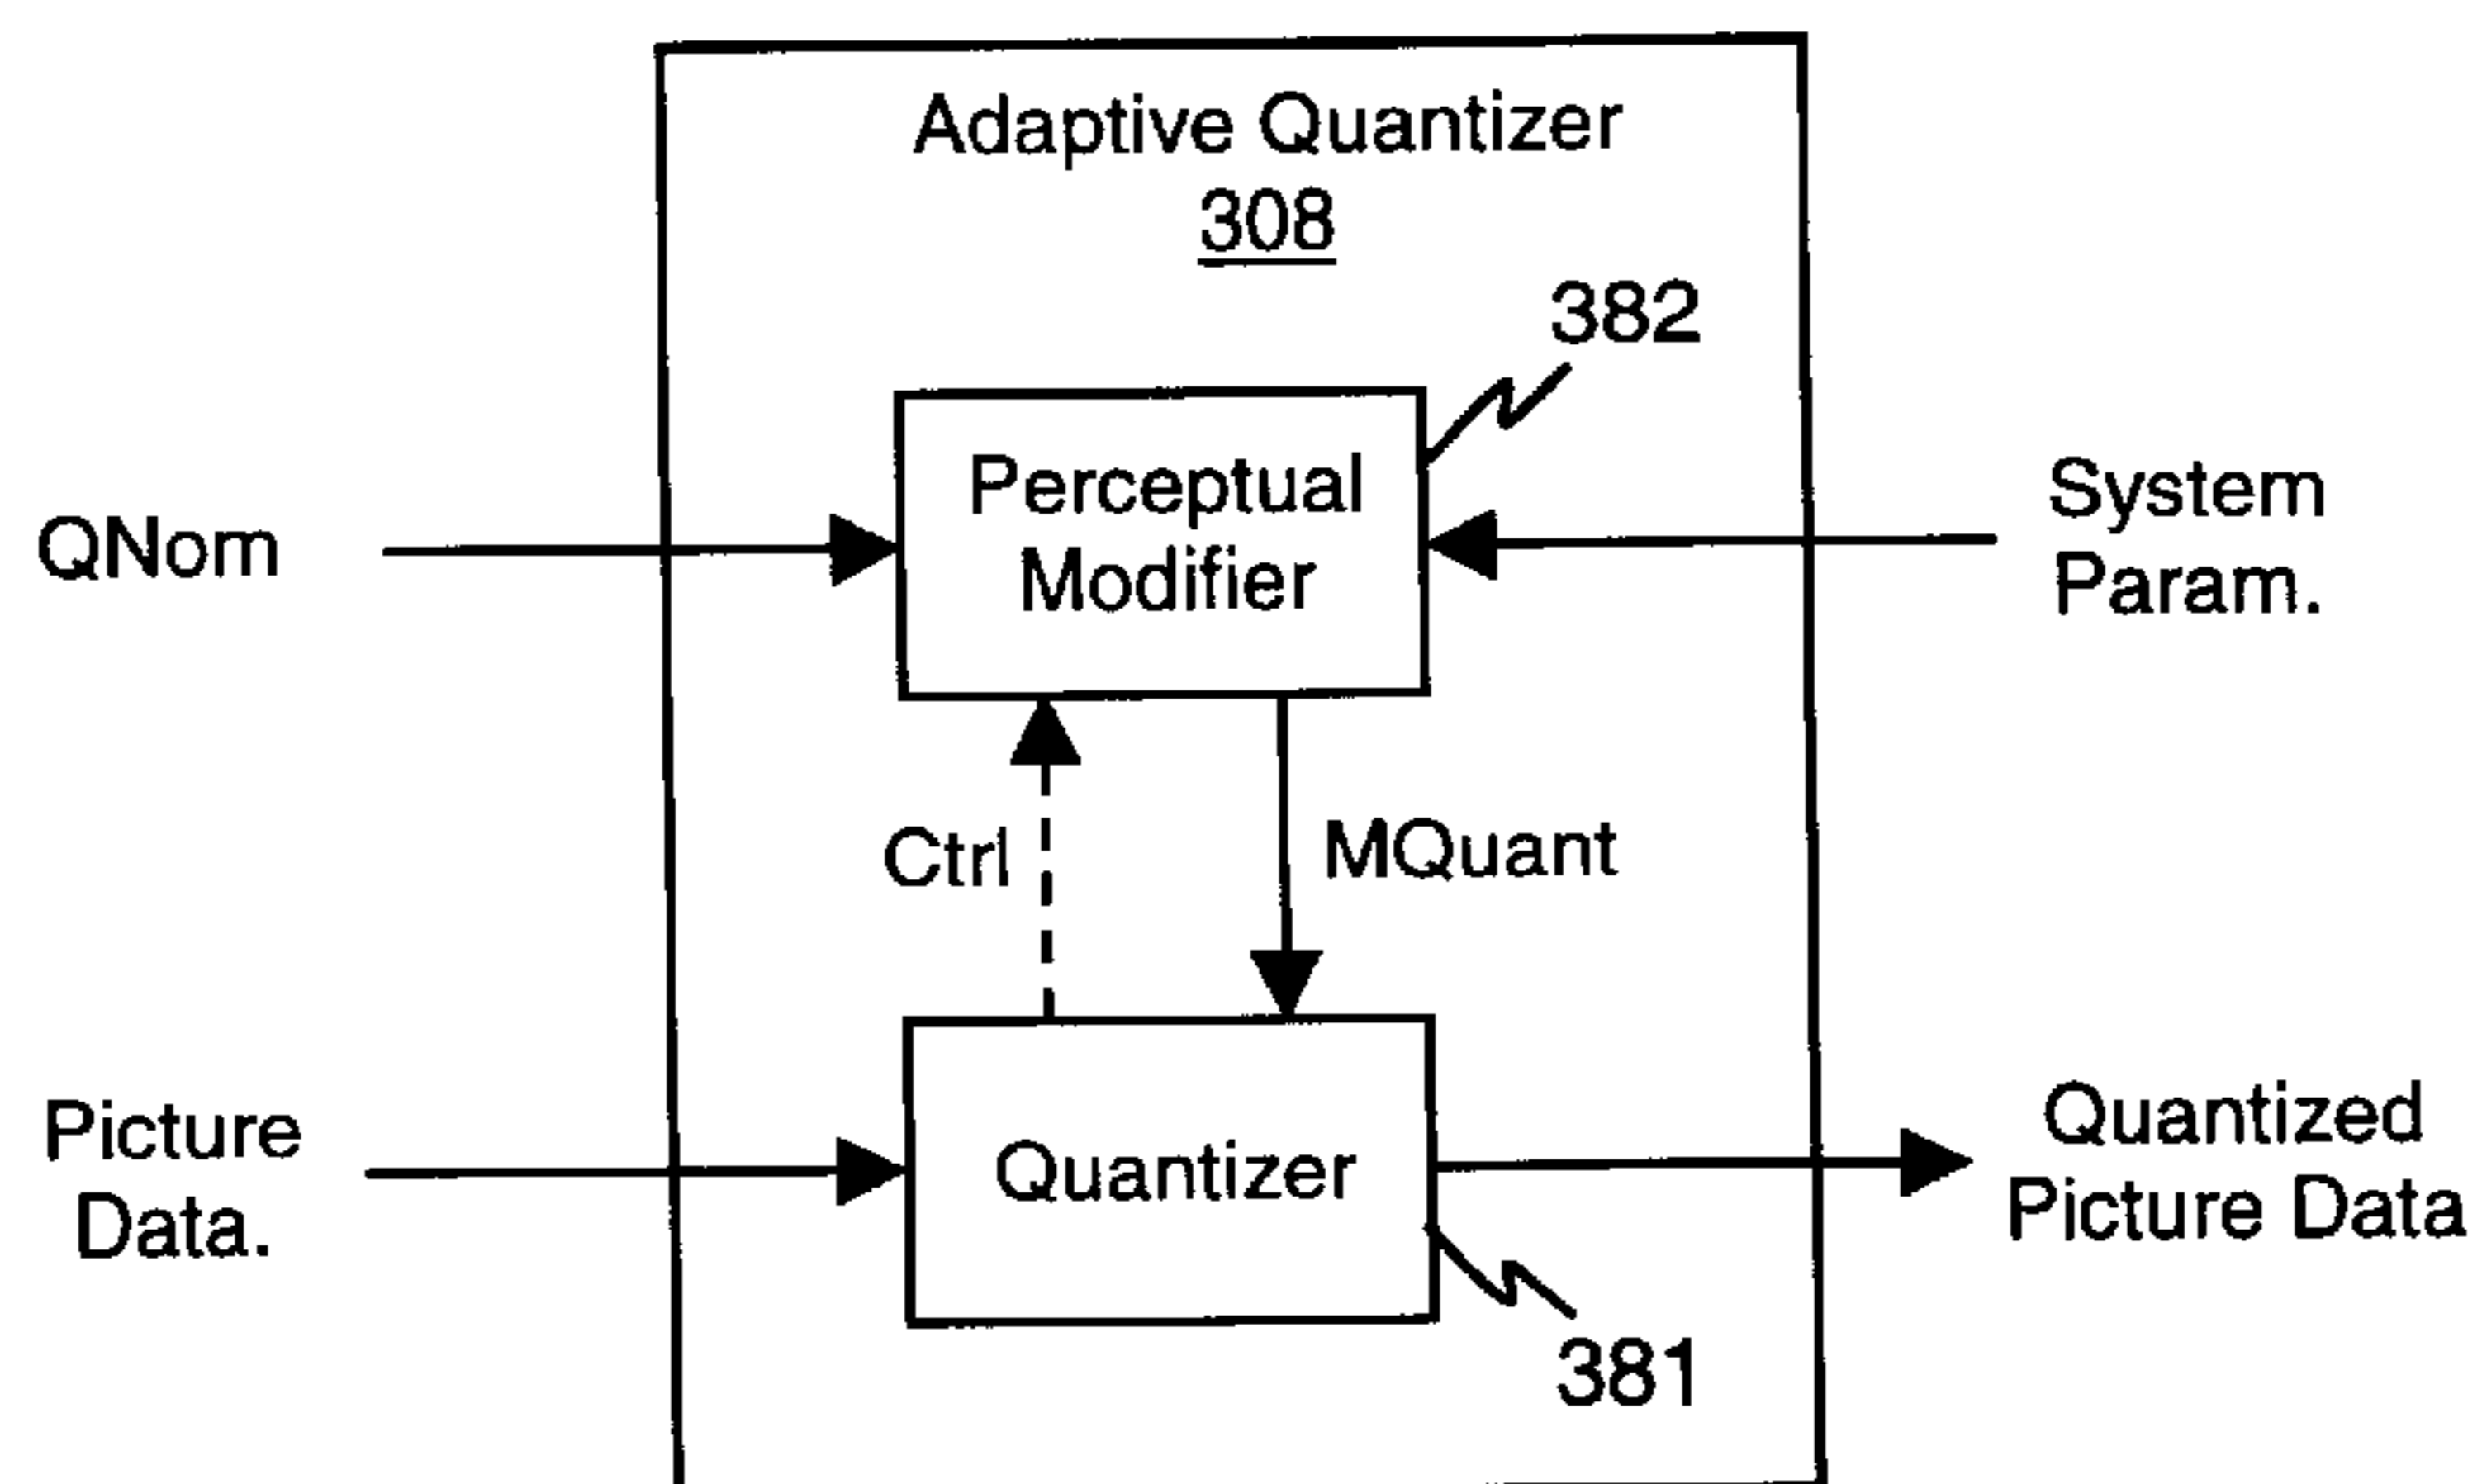 Adaptive Quantizer
308
382
QNom
Perceptual
Modifier
System
Param.
Ctrl
MQuant
Picture
Data.
Quantizer
Quantized
Picture Data
381